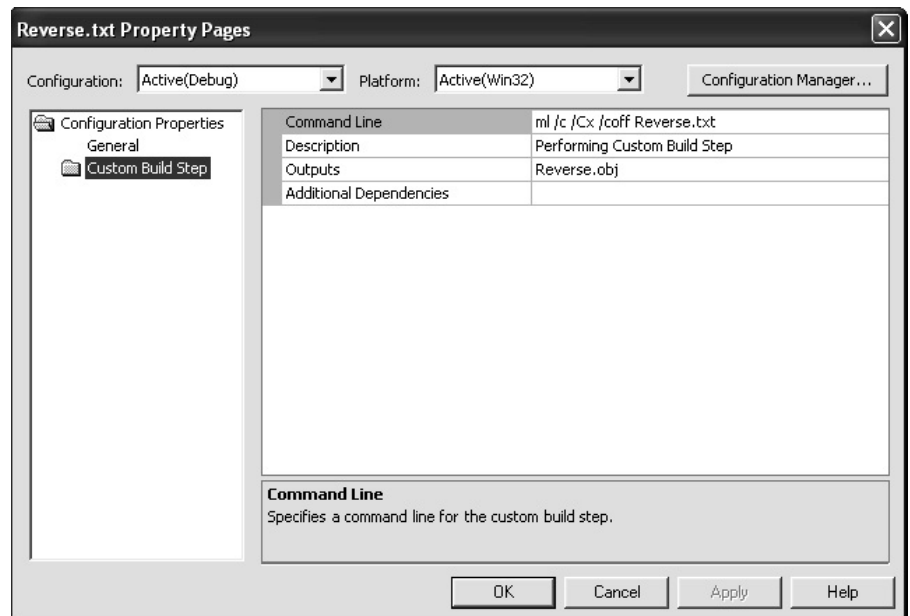 Reverse.txt Property Pages
Configuration: Active(Debug) Platform: Active(Win32) Configuration Manager...
Configuration Properties
General
Custom Build Step
Command Line ml /c /Cx /coff Reverse.txt
Description Performing Custom Build Step
Outputs Reverse.obj
Additional Dependencies
Command Line
Specifies a command line for the custom build step.
OK Cancel Apply Help